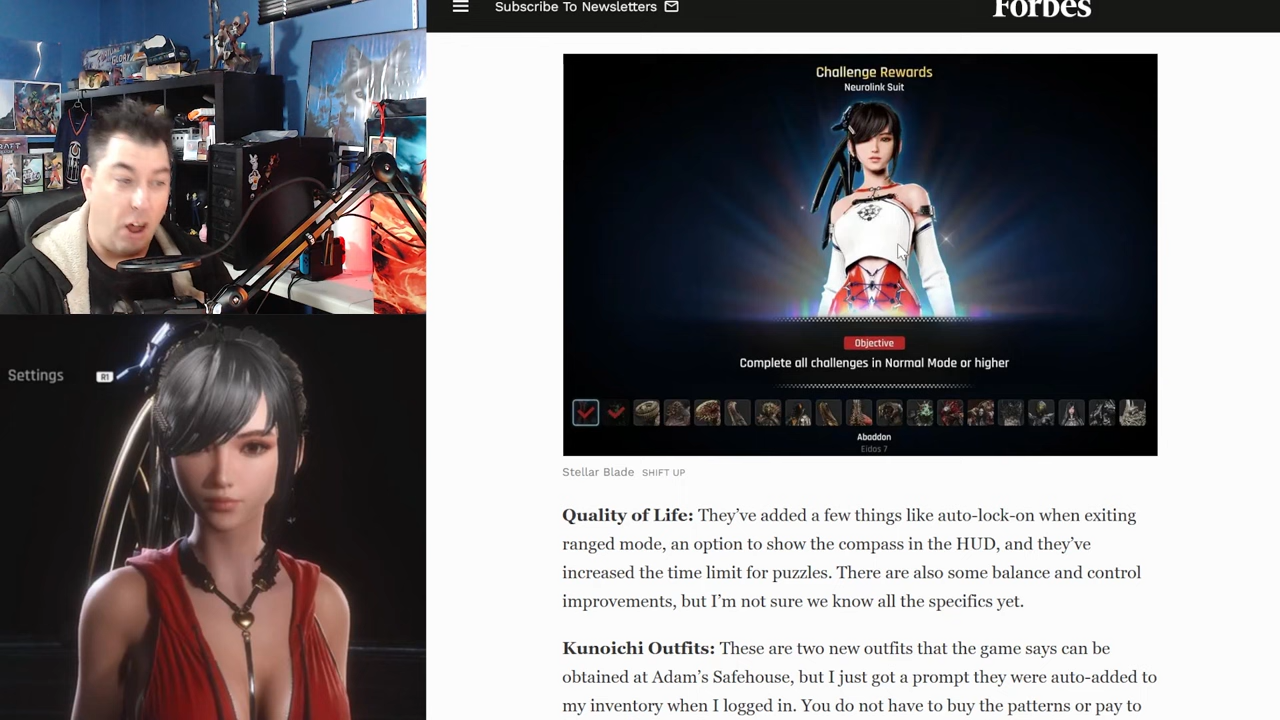 Subscribe To Newsletters
Forbes
Challenge Rewards
Neurolink Suit
Objective
Complete all challenges in Normal Mode or higher
Abaddon
Eidos 7
Stellar Blade SHIFT UP
Quality of Life: They’ve added a few things like auto-lock-on when exiting
ranged mode, an option to show the compass in the HUD, and they’ve
increased the time limit for puzzles. There are also some balance and control
improvements, but I’m not sure we know all the specifics yet.
Kunoichi Outfits: These are two new outfits that the game says can be
obtained at Adam’s Safehouse, but I just got a prompt they were auto-added to
my inventory when I logged in. You do not have to buy the patterns or pay to
Settings R1